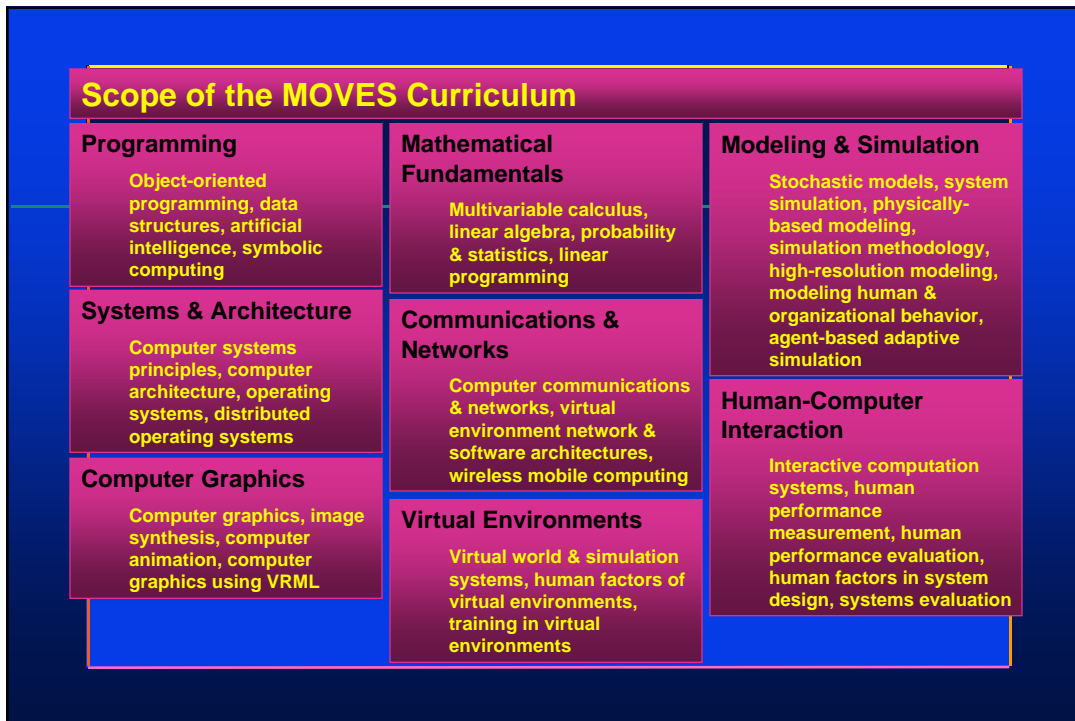 Scope of the MOVES Curriculum
Programming
Object-oriented
programming, data
structures, artificial
intelligence, symbolic
computing
Systems & Architecture
Computer systems
principles, computer
architecture, operating
systems, distributed
operating systems
Computer Graphics
Computer graphics, image
synthesis, computer
animation, computer
graphics using VRML
Mathematical
Fundamentals
Multivariable calculus,
linear algebra, probability
& statistics, linear
programming
Communications &
Networks
Computer communications
& networks, virtual
environment network &
software architectures,
wireless mobile computing
Virtual Environments
Virtual world & simulation
systems, human factors of
virtual environments,
training in virtual
environments
Modeling & Simulation
Stochastic models, system
simulation, physically-
based modeling,
simulation methodology,
high-resolution modeling,
modeling human &
organizational behavior,
agent-based adaptive
simulation
Human-Computer
Interaction
Interactive computation
systems, human
performance
measurement, human
performance evaluation,
human factors in system
design, systems evaluation